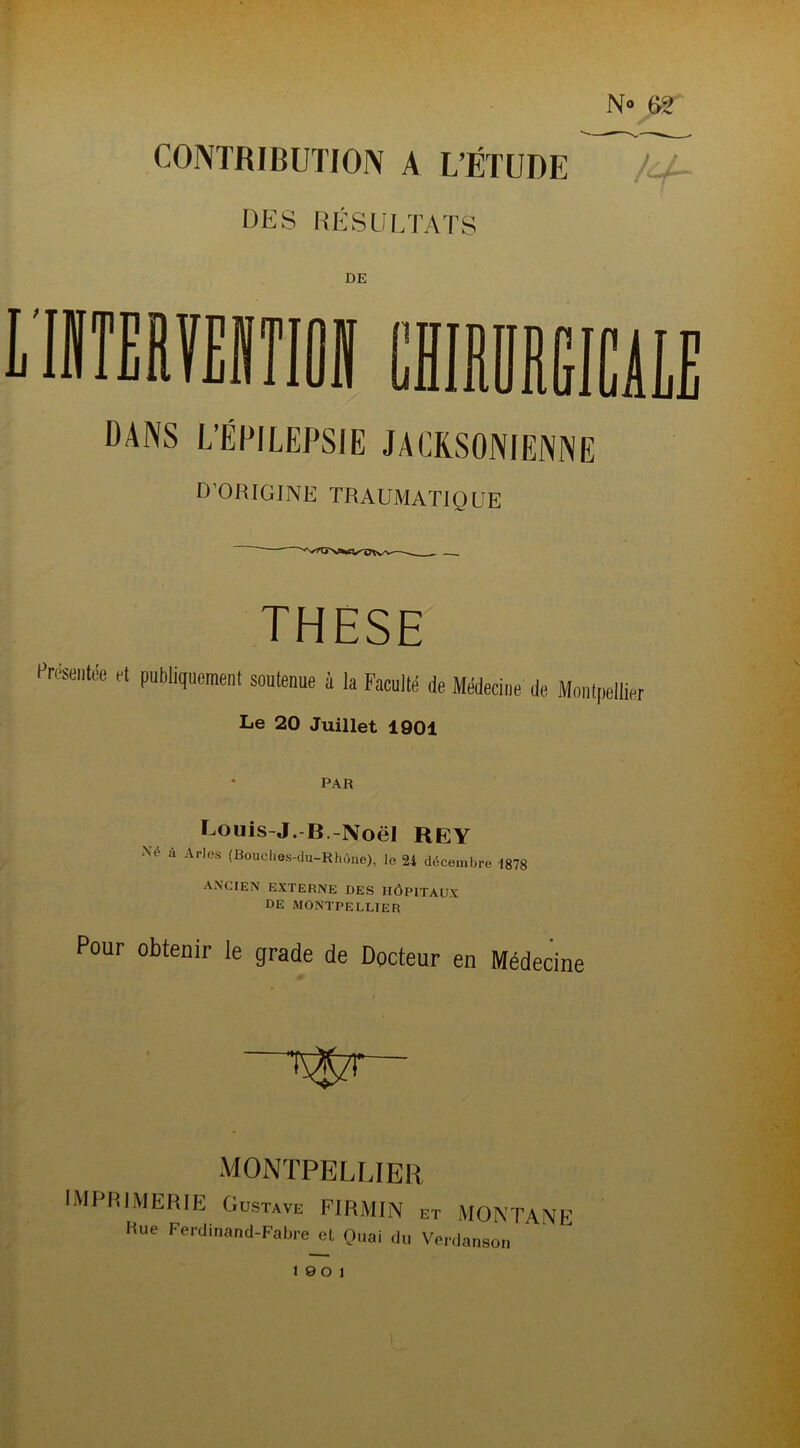 N° 62
CONTRIBUTION A L'ÉTUDE
DES RÉSULTATS
DE
L'INTERVENTION CHIRURGICALE
DANS L'ÉPILEPSIE JACKSONIENNE
D'ORIGINE TRAUMATIQUE
THÈSE
Présentée et publiquement soutenue à la Faculté de Médecine de Montpellier
Le 20 Juillet 1901
PAR
Louis-J.-B.-Noël REY
Né à Arles (Bouches-du-Rhône), le 24 décembre 1878
ANCIEN EXTERNE DES HÔPITAUX
DE MONTPELLIER
Pour obtenir le grade de Docteur en Médecine
MONTPELLIER
IMPRIMERIE Gustave FIRMIN et MONTANE
Rue Ferdinand-Fabre et Quai du Verdanson
1901